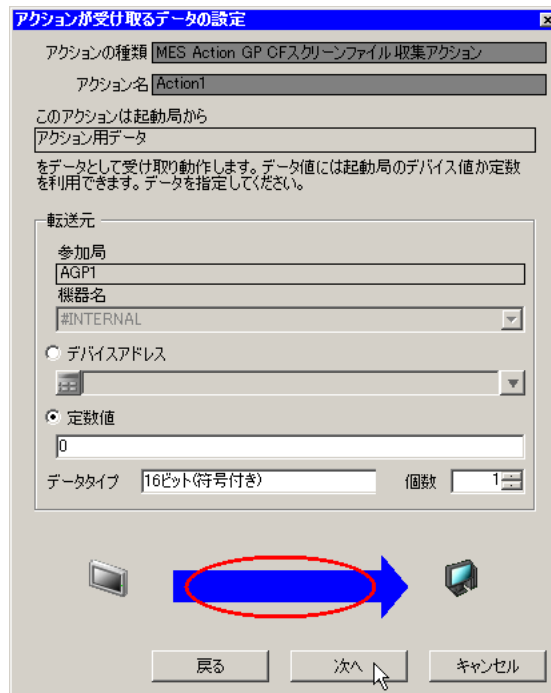 アクションが受け取るデータの設定
アクションの種類 MES Action GP CFスクリーンファイル収集アクション
アクション名 Action1
このアクションは起動局から
アクション用データ
をデータとして受け取り動作します。データ値には起動局のデバイス値か定数
を利用できます。データを指定してください。
転送元
参加局
AGP1
機器名
#INTERNAL
デバイスアドレス
定数値
0
データタイプ 16ビット(符号付き) 個数 1
戻る 次へ キャンセル